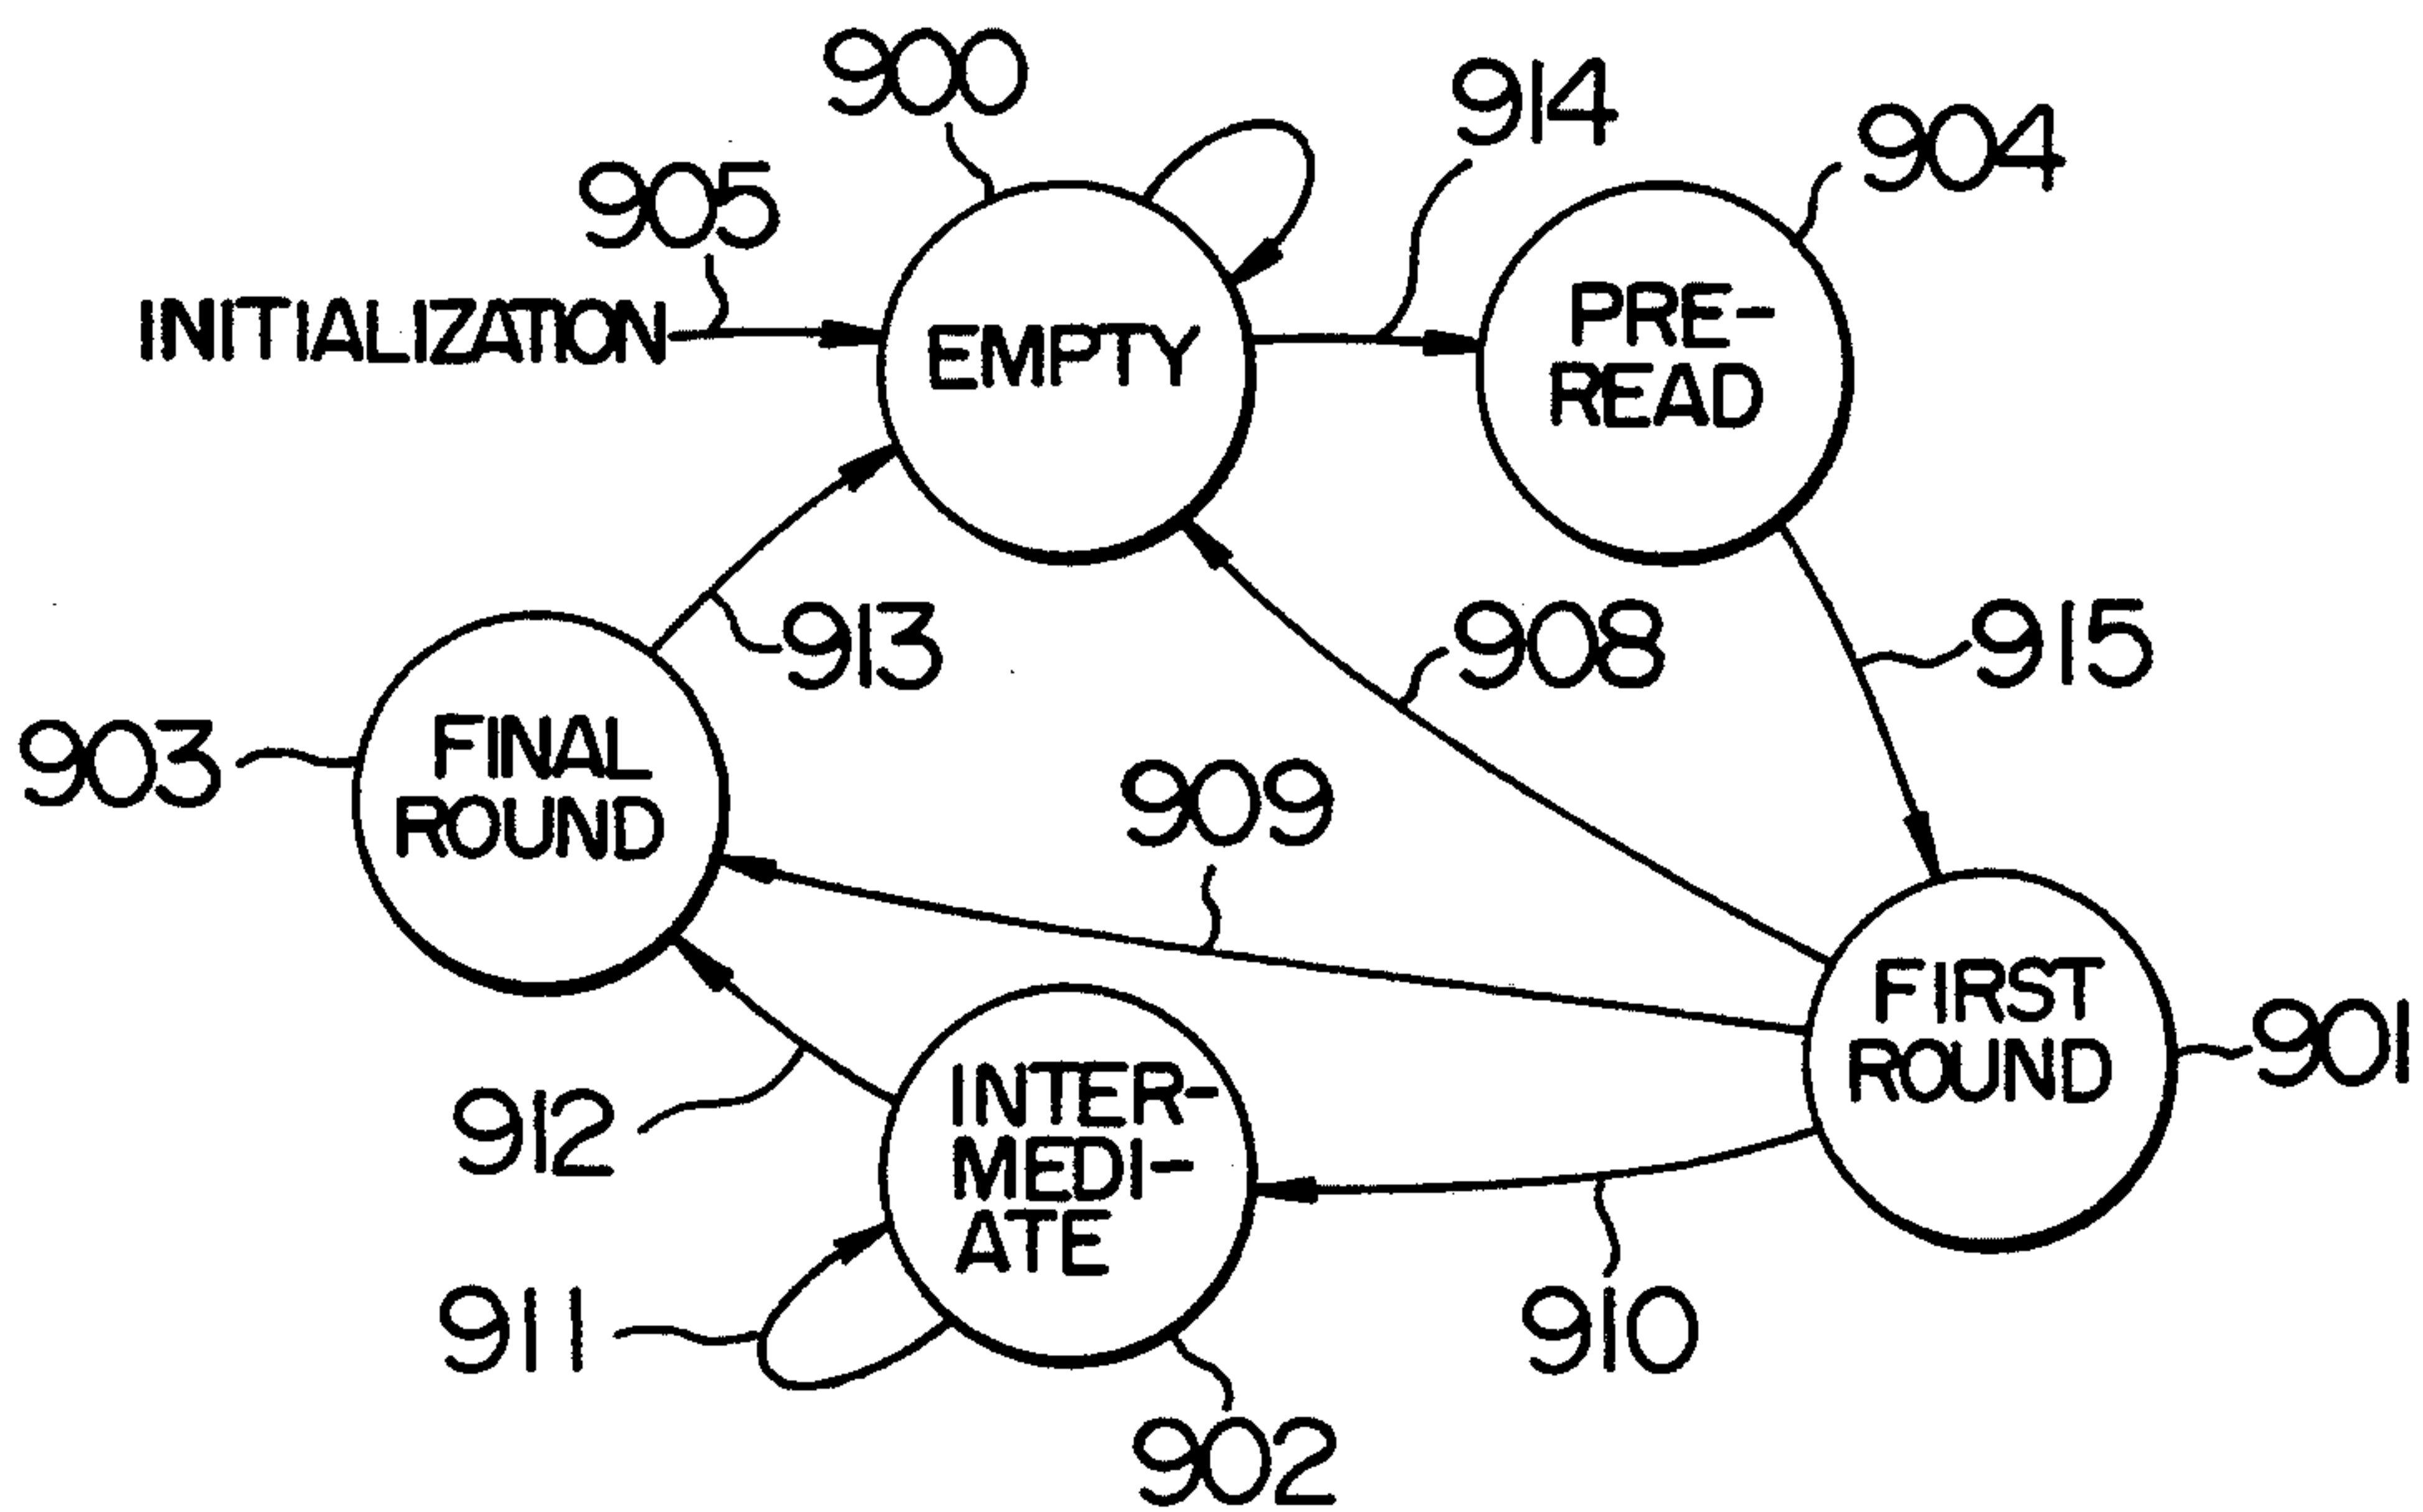 900
914
904
905
INITIALIZATION
EMPTY
PRE-
READ
913
908
915
903
FINAL
ROUND
909
FIRST
ROUND
901
912
INTER-
MEDI-
ATE
911
910
902